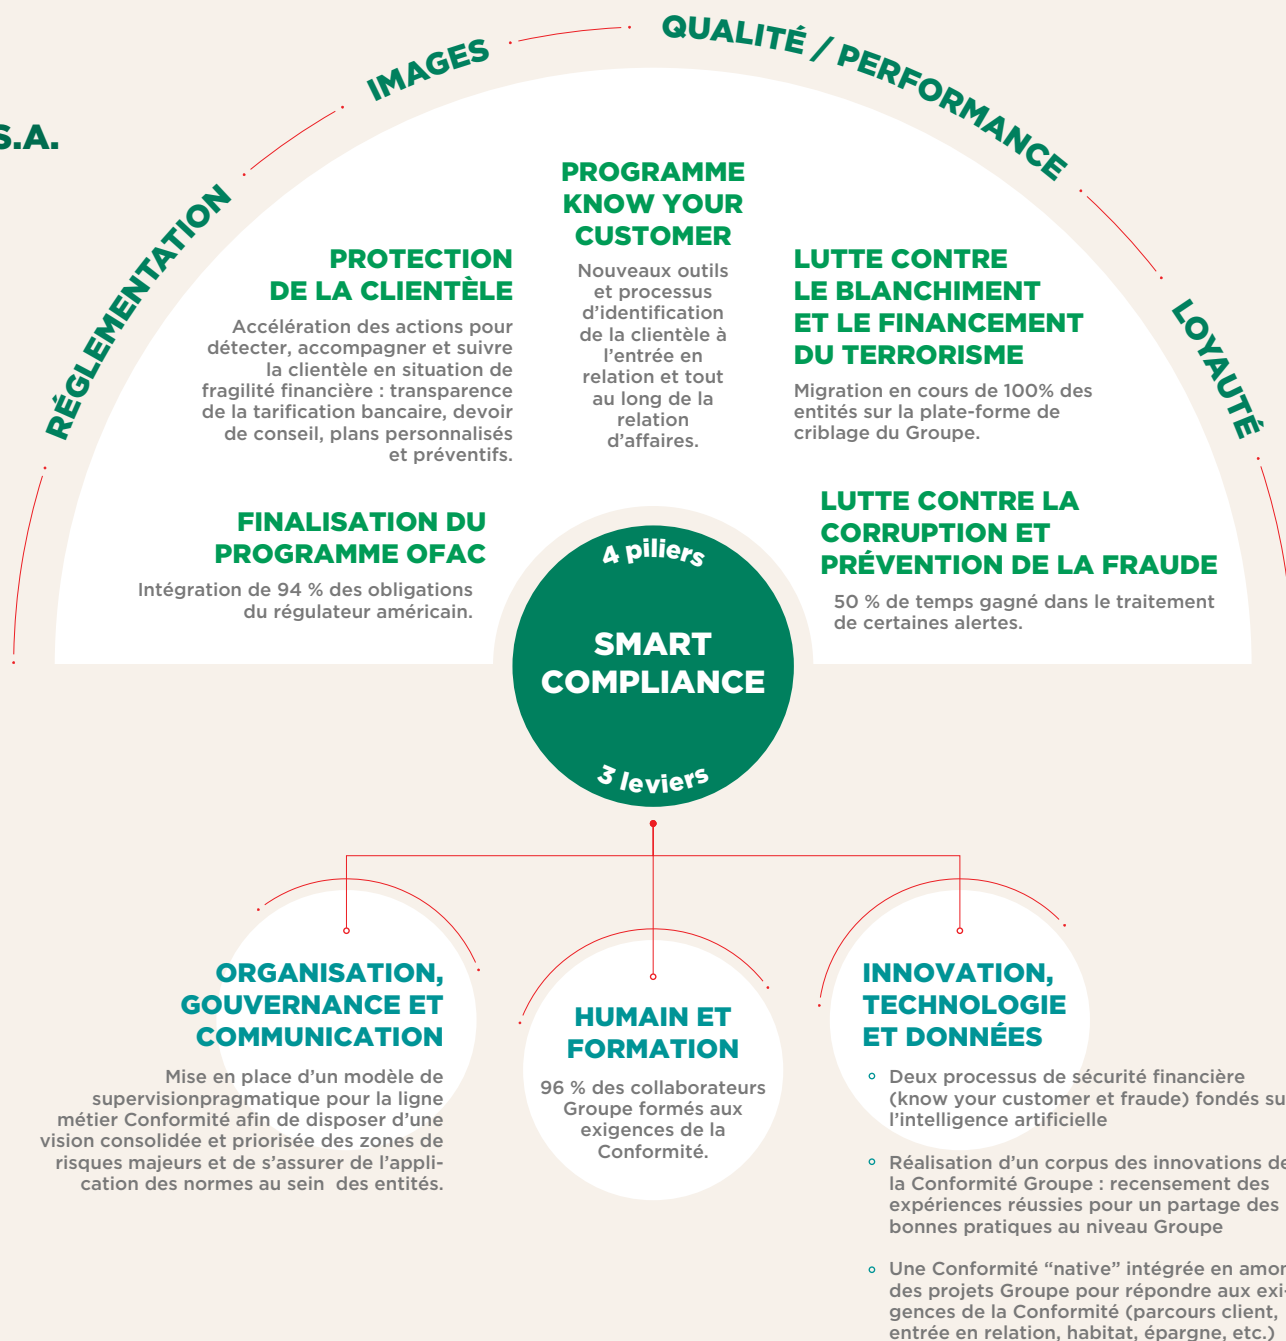 S.A.
RÉGLEMENTATION
IMAGES
QUALITÉ / PERFORMANCE
LOYAUTÉ
PROTECTION
DE LA CLIENTÈLE
Accélération des actions pour
détecter, accompagner et suivre
la clientèle en situation de
fragilité financière : transparence
de la tarification bancaire, devoir
de conseil, plans personnalisés
et préventifs.
FINALISATION DU
PROGRAMME OFAC
Intégration de 94 % des obligations
du régulateur américain.
PROGRAMME
KNOW YOUR
CUSTOMER
Nouveaux outils
et processus
d’identification
de la clientèle à
l’entrée en
relation et tout
au long de la
relation
d’affaires.
LUTTE CONTRE
LE BLANCHIMENT
ET LE FINANCEMENT
DU TERRORISME
Migration en cours de 100% des
entités sur la plate-forme de
criblage du Groupe.
LUTTE CONTRE LA
CORRUPTION ET
PRÉVENTION DE LA FRAUDE
50 % de temps gagné dans le traitement
de certaines alertes.
4 piliers
SMART
COMPLIANCE
3 leviers
ORGANISATION,
GOUVERNANCE ET
COMMUNICATION
Mise en place d’un modèle de
supervisionpragmatique pour la ligne
métier Conformité afin de disposer d’une
vision consolidée et priorisée des zones de
risques majeurs et de s’assurer de l’appli-
cation des normes au sein des entités.
HUMAIN ET
FORMATION
96 % des collaborateurs
Groupe formés aux
exigences de la
Conformité.
INNOVATION,
TECHNOLOGIE
ET DONNÉES
Deux processus de sécurité financière
(know your customer et fraude) fondés su
l’intelligence artificielle
Réalisation d’un corpus des innovations de
la Conformité Groupe : recensement des
expériences réussies pour un partage des
bonnes pratiques au niveau Groupe
Une Conformité “native” intégrée en amon
des projets Groupe pour répondre aux exi-
gences de la Conformité (parcours client,
entrée en relation, habitat, épargne, etc.)